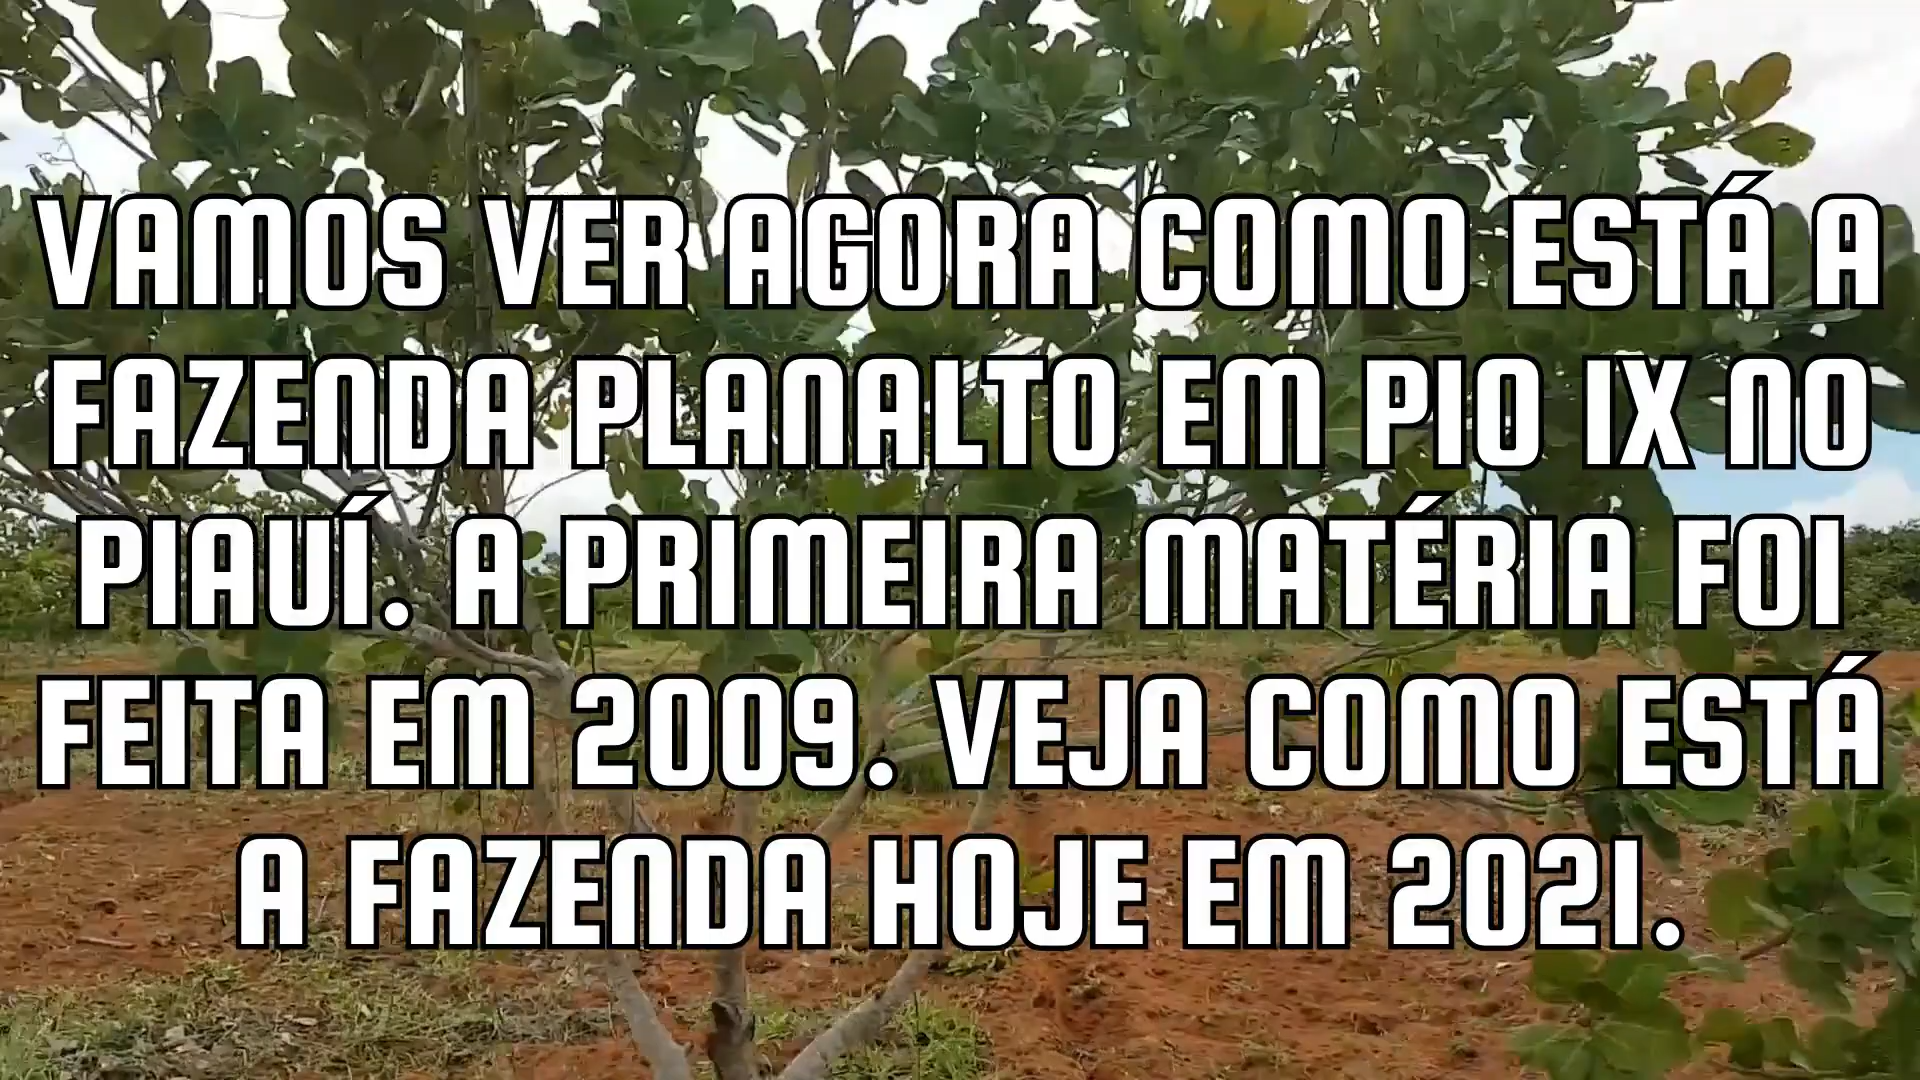 VAMOS VER AGORA COMO ESTÁ A
FAZENDA PLANALTO EM PIO IX NO
PIAUÍ. A PRIMEIRA MATÉRIA FOI
FEITA EM 2009. VEJA COMO ESTÁ
A FAZENDA HOJE EM 2021.